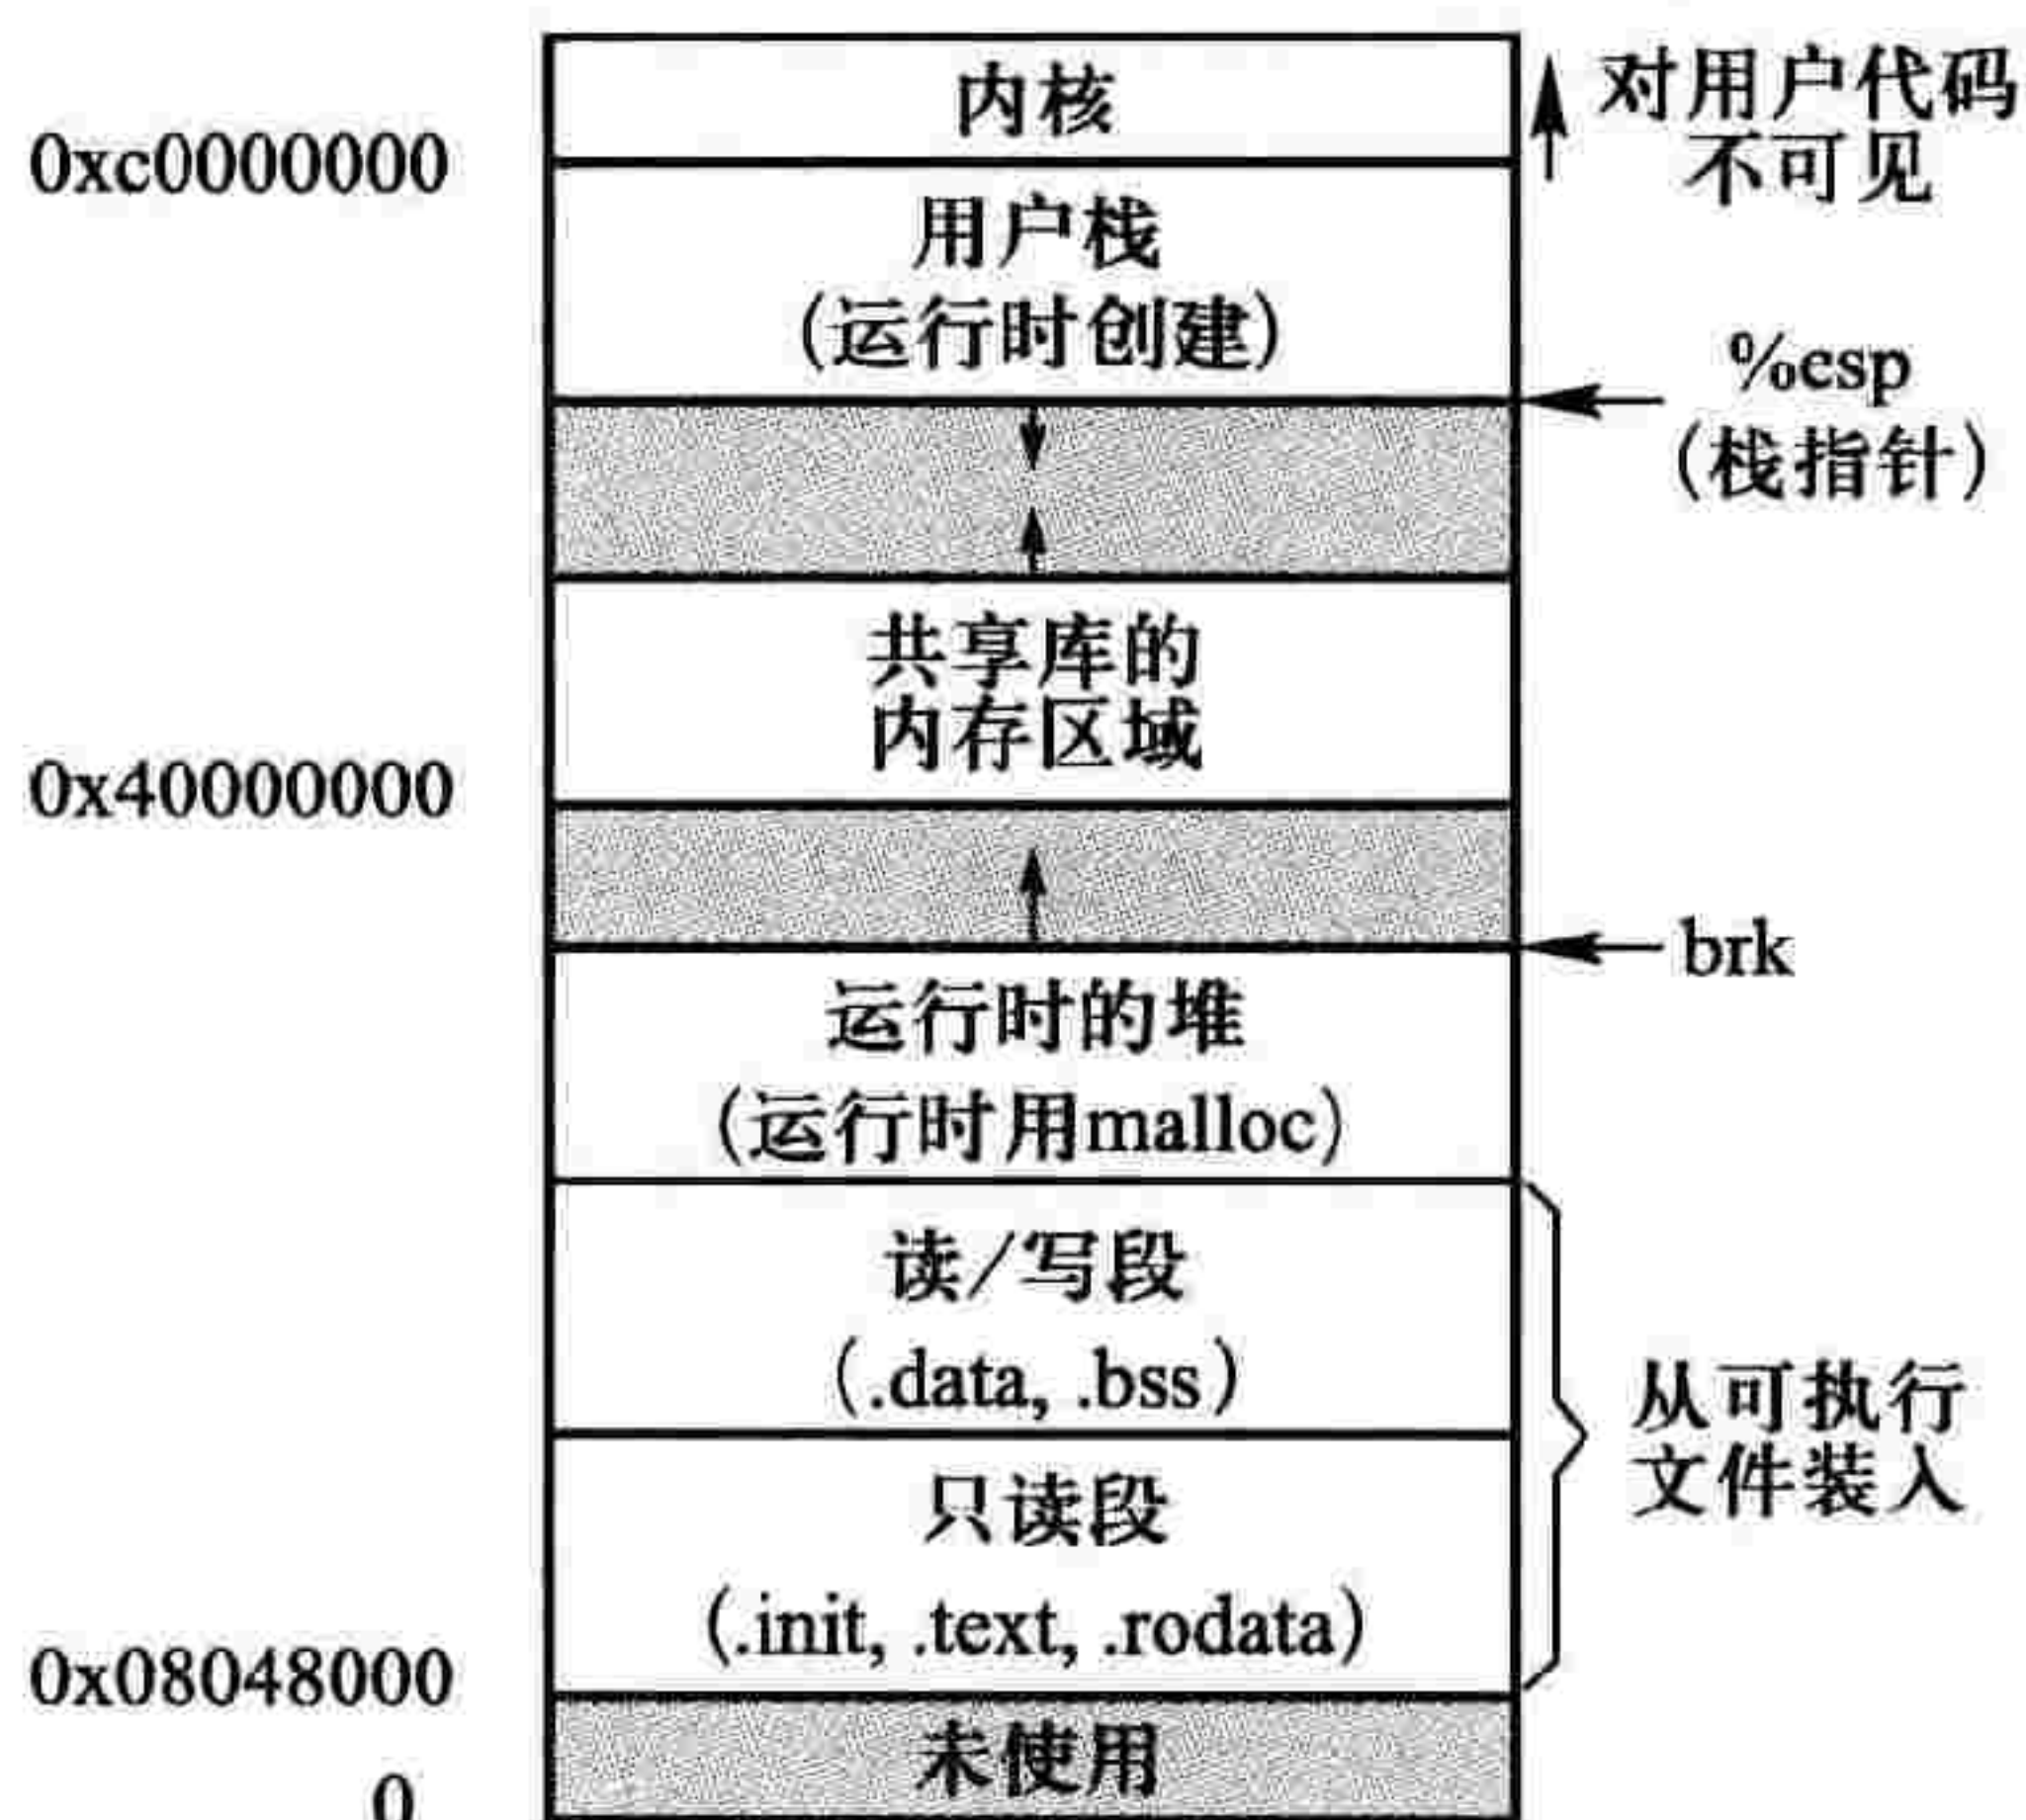 内核
对用户代码
不可见
0xc0000000
用户栈
(运行时创建)
%esp
(栈指针)
共享库的
内存区域
0x40000000
brk
运行时的堆
(运行时用malloc)
读/写段
(.data, .bss)
从可执行
文件装入
只读段
(.init, .text, .rodata)
0x08048000
未使用
0